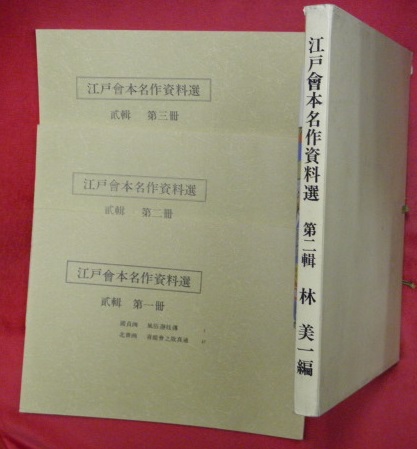 江戸會本名作資料選
貳輯 第三冊
江戸會本名作資料選
貳輯 第二冊
江戸會本名作資料選
貳輯 第一冊
江戸會本名作資料選 第二輯 林 美一編